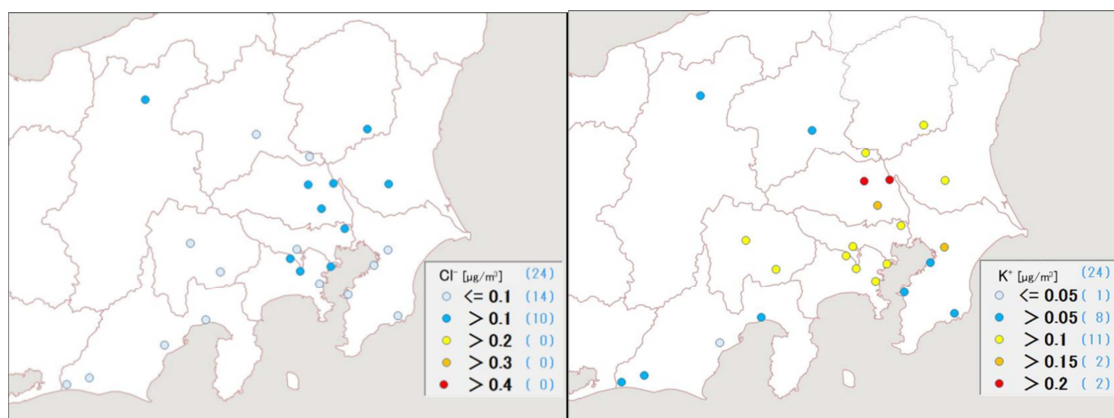 Cl⁻ [μg/m³] (24)
<= 0.1 (14)
> 0.1 (10)
> 0.2 ( 0)
> 0.3 ( 0)
> 0.4 ( 0)
K⁺ [μg/m³] (24)
<= 0.05 ( 1)
> 0.05 ( 8)
> 0.1 (11)
> 0.15 ( 2)
> 0.2 ( 2)